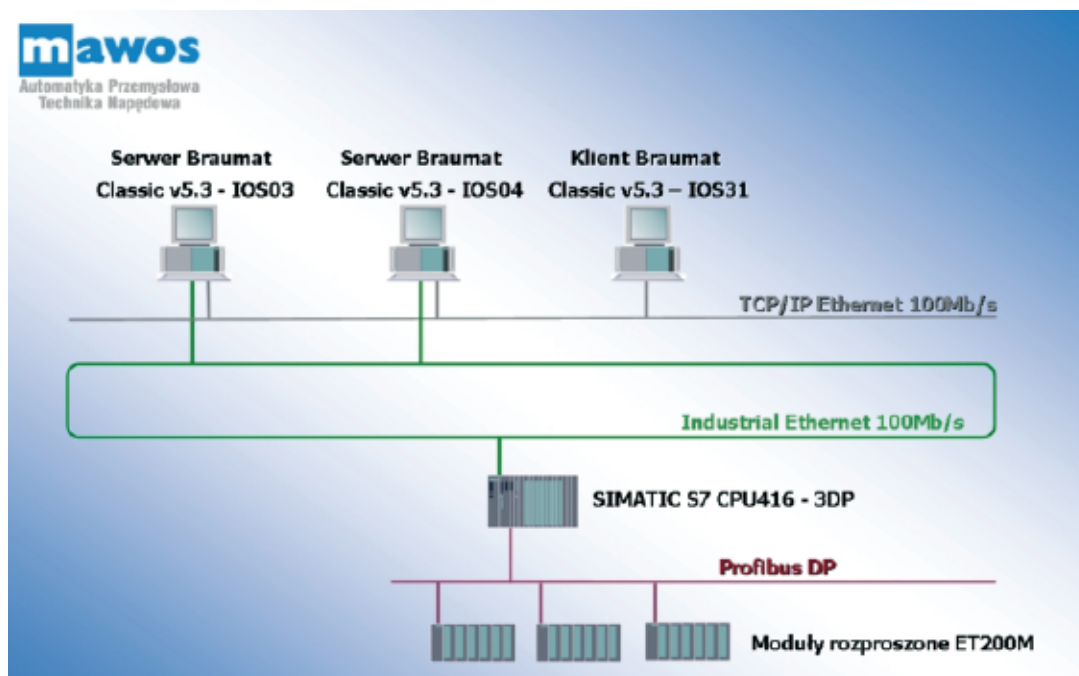 mawos
Automatyka Przemysłowa
Technika Napędowa
Serwer Braumat
Classic v5.3 - IOS03
Serwer Braumat
Classic v5.3 - IOS04
Klient Braumat
Classic v5.3 – IOS31
TCP/IP Ethernet 100Mb/s
Industrial Ethernet 100Mb/s
SIMATIC S7 CPU416 - 3DP
Profibus DP
Moduły rozproszone ET200M